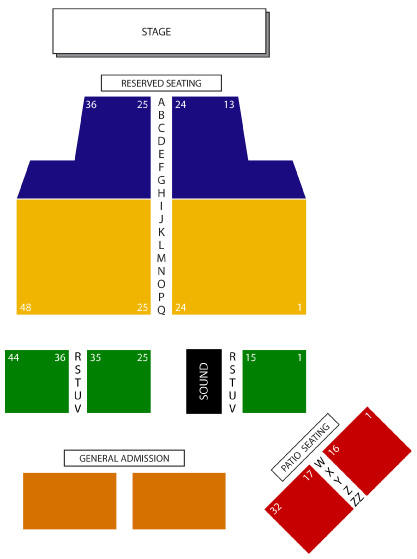 STAGE
RESERVED SEATING
36 25 A 24 13
B
C
D
E
F
G
H
I
J
K
L
M
N
O
P
48 25 Q 24 1
44 36 R 35 25
S
T
U
V
SOUND
R 15 1
S
T
U
V
GENERAL ADMISSION
PATIO SEATING
32 17 W 16 1
X
Y
Z
ZZ